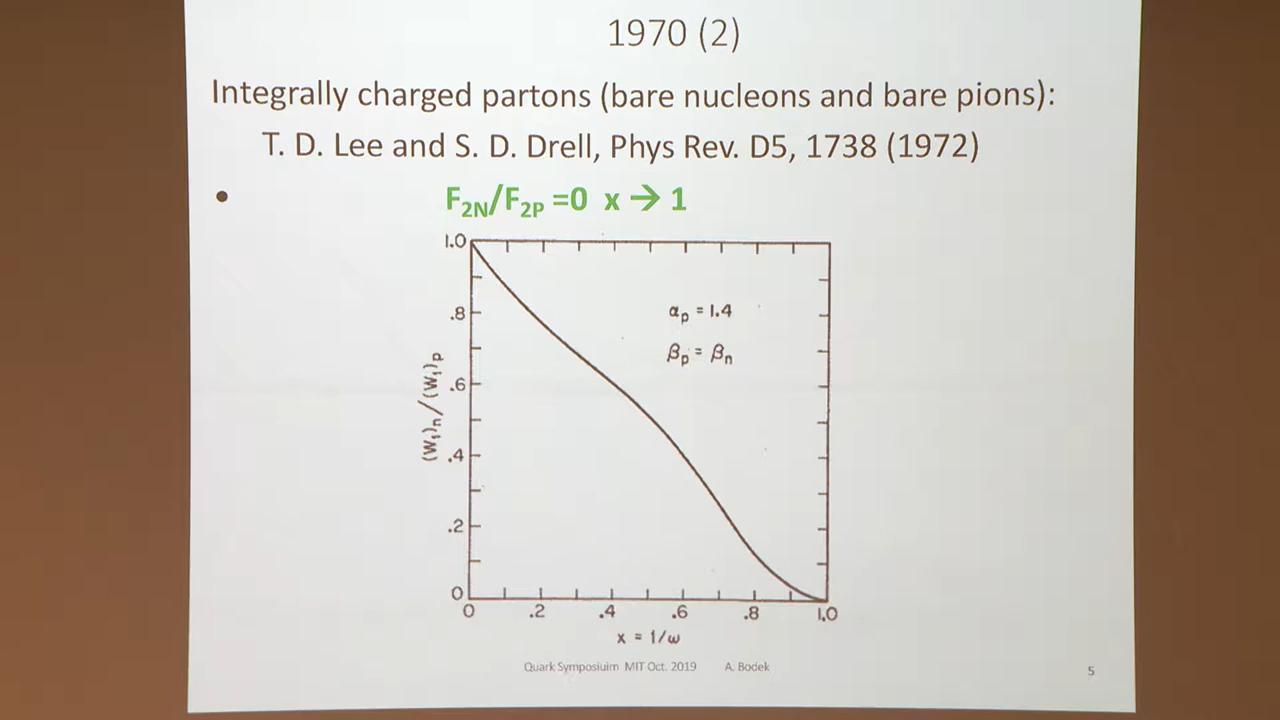 1970 (2)
Integrally charged partons (bare nucleons and bare pions):
T. D. Lee and S. D. Drell, Phys Rev. D5, 1738 (1972)
• F2N/F2P =0 x → 1
1.0
.8
.6
.4
.2
0
(W₁)n/(W₁)p
αp = 1.4
βp = βn
0 .2 .4 .6 .8 1.0
x = 1/ω
Quark Symposiuim MIT Oct. 2019 A. Bodek 5